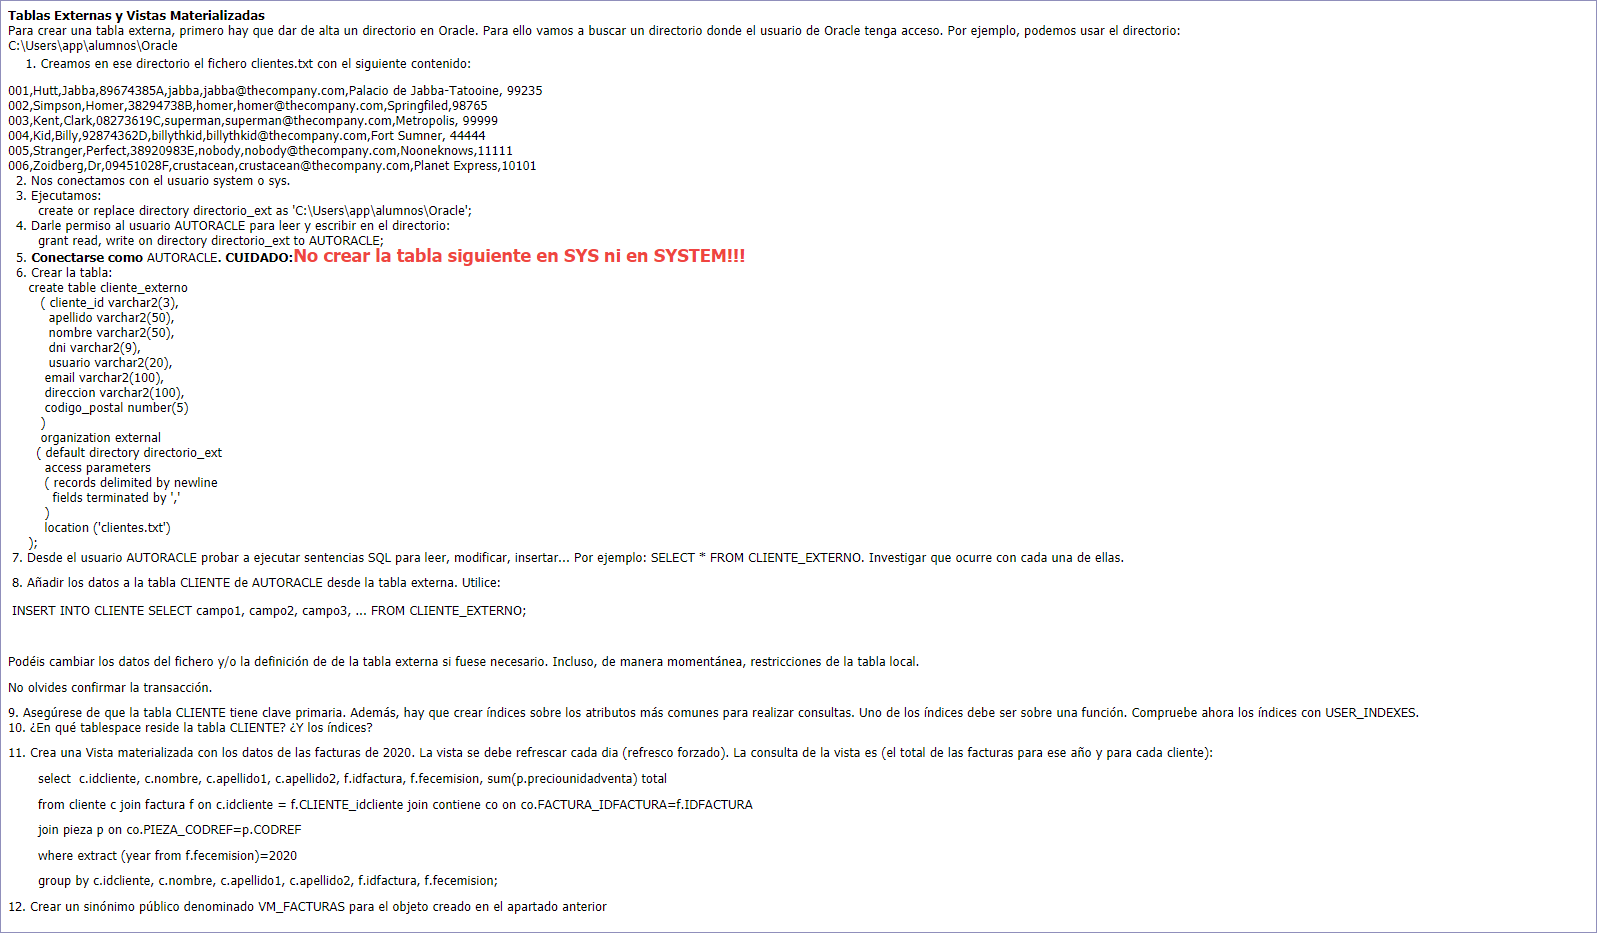 Tablas Externas y Vistas Materializadas
Para crear una tabla externa, primero hay que dar de alta un directorio en Oracle. Para ello vamos a buscar un directorio donde el usuario de Oracle tenga acceso. Por ejemplo, podemos usar el directorio:
C:\Users\app\alumnos\Oracle
1. Creamos en ese directorio el fichero clientes.txt con el siguiente contenido:
001,Hutt,Jabba,89674385A,jabba,jabba@thecompany.com,Palacio de Jabba-Tatooine, 99235
002,Simpson,Homer,38294738B,homer,homer@thecompany.com,Springfiled,98765
003,Kent,Clark,08273619C,superman,superman@thecompany.com,Metropolis, 99999
004,Kid,Billy,92874362D,billythkid,billythkid@thecompany.com,Fort Sumner, 44444
005,Stranger,Perfect,38920983E,nobody,nobody@thecompany.com,Nooneknows,11111
006,Zoidberg,Dr,09451028F,crustacean,crustacean@thecompany.com,Planet Express,10101
2. Nos conectamos con el usuario system o sys.
3. Ejecutamos:
create or replace directory directorio_ext as 'C:\Users\app\alumnos\Oracle';
4. Darle permiso al usuario AUTORACLE para leer y escribir en el directorio:
grant read, write on directory directorio_ext to AUTORACLE;
5. Conectarse como AUTORACLE. CUIDADO:No crear la tabla siguiente en SYS ni en SYSTEM!!!
6. Crear la tabla:
create table cliente_externo
( cliente_id varchar2(3),
apellido varchar2(50),
nombre varchar2(50),
dni varchar2(9),
usuario varchar2(20),
email varchar2(100),
direccion varchar2(100),
codigo_postal number(5)
)
organization external
( default directory directorio_ext
access parameters
( records delimited by newline
fields terminated by ','
)
location ('clientes.txt')
);
7. Desde el usuario AUTORACLE probar a ejecutar sentencias SQL para leer, modificar, insertar... Por ejemplo: SELECT * FROM CLIENTE_EXTERNO. Investigar que ocurre con cada una de ellas.
8. Añadir los datos a la tabla CLIENTE de AUTORACLE desde la tabla externa. Utilice:
INSERT INTO CLIENTE SELECT campo1, campo2, campo3, ... FROM CLIENTE_EXTERNO;
Podéis cambiar los datos del fichero y/o la definición de de la tabla externa si fuese necesario. Incluso, de manera momentánea, restricciones de la tabla local.
No olvides confirmar la transacción.
9. Asegúrese de que la tabla CLIENTE tiene clave primaria. Además, hay que crear índices sobre los atributos más comunes para realizar consultas. Uno de los índices debe ser sobre una función. Compruebe ahora los índices con USER_INDEXES.
10. ¿En qué tablespace reside la tabla CLIENTE? ¿Y los índices?
11. Crea una Vista materializada con los datos de las facturas de 2020. La vista se debe refrescar cada dia (refresco forzado). La consulta de la vista es (el total de las facturas para ese año y para cada cliente):
select  c.idcliente, c.nombre, c.apellido1, c.apellido2, f.idfactura, f.fecemision, sum(p.preciounidadventa) total
from cliente c join factura f on c.idcliente = f.CLIENTE_idcliente join contiene co on co.FACTURA_IDFACTURA=f.IDFACTURA
join pieza p on co.PIEZA_CODREF=p.CODREF
where extract (year from f.fecemision)=2020
group by c.idcliente, c.nombre, c.apellido1, c.apellido2, f.idfactura, f.fecemision;
12. Crear un sinónimo público denominado VM_FACTURAS para el objeto creado en el apartado anterior